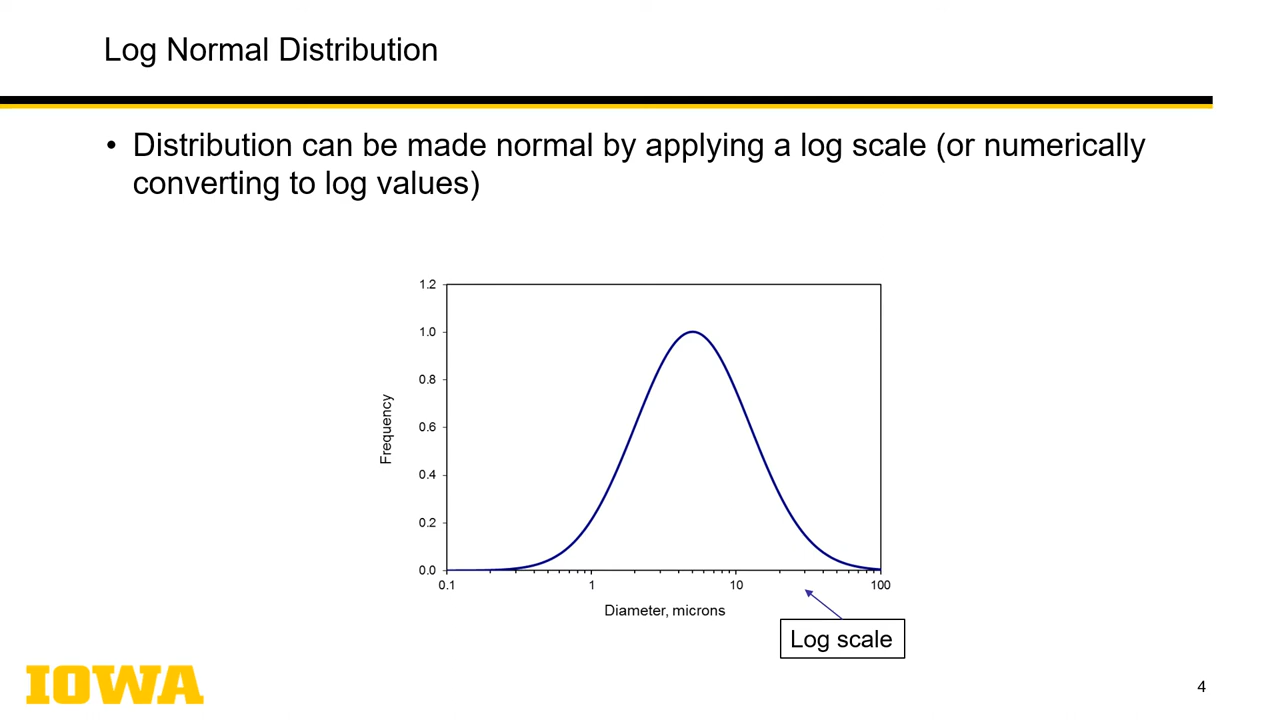 Log Normal Distribution
• Distribution can be made normal by applying a log scale (or numerically
converting to log values)
1.2
1.0
0.8
0.6
0.4
0.2
0.0
Frequency
0.1 1 10 100
Diameter, microns
Log scale
IOWA
4